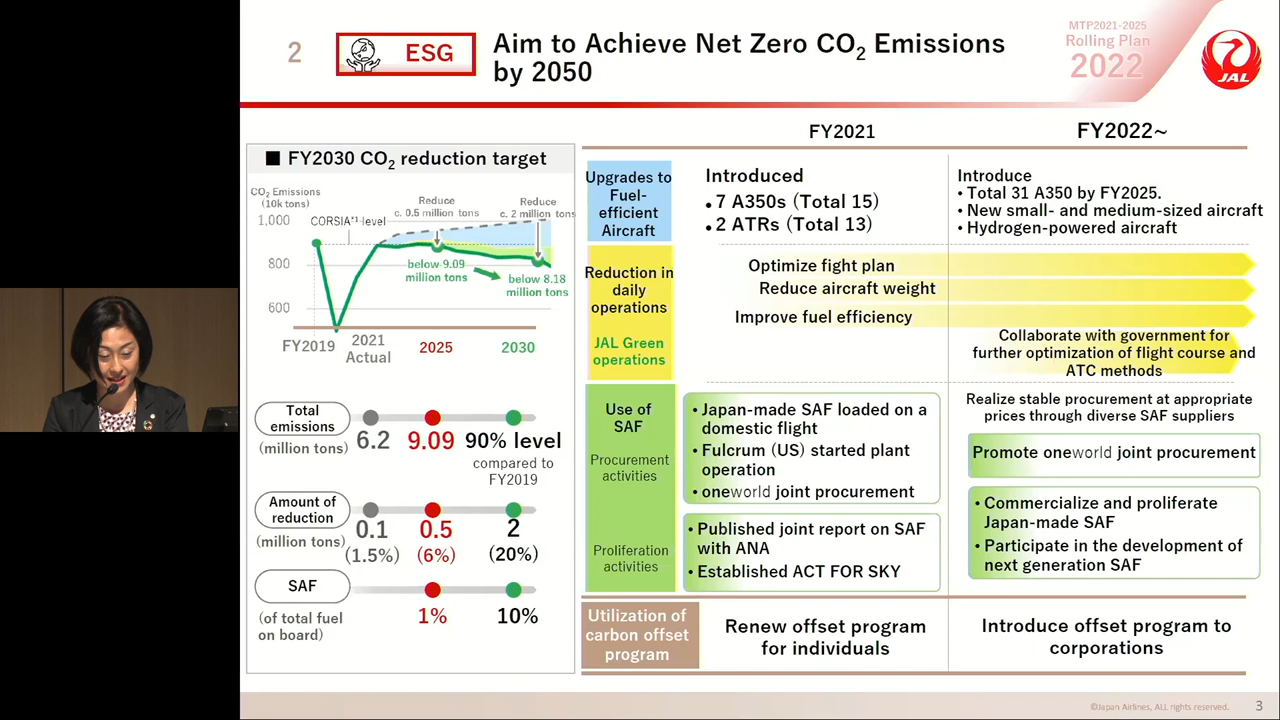 2
ESG
Aim to Achieve Net Zero CO2 Emissions
by 2050
MTP2021-2025
Rolling Plan
2022
JAL
■ FY2030 CO2 reduction target
CO2 Emissions
(10k tons)
1,000
800
600
CORSIA*1 level
Reduce
c. 0.5 million tons
Reduce
c. 2 million tons
below 9.09
million tons
below 8.18
million tons
FY2019
2021
Actual
2025
2030
Total
emissions
(million tons)
6.2
9.09
90% level
compared to
FY2019
Amount of
reduction
(million tons)
0.1
(1.5%)
0.5
(6%)
2
(20%)
SAF
(of total fuel
on board)
1%
10%
FY2021
FY2022~
Upgrades to
Fuel-
efficient
Aircraft
Introduced
• 7 A350s (Total 15)
• 2 ATRs (Total 13)
Introduce
• Total 31 A350 by FY2025.
• New small- and medium-sized aircraft
• Hydrogen-powered aircraft
Reduction in
daily
operations
JAL Green
operations
Optimize fight plan
Reduce aircraft weight
Improve fuel efficiency
Collaborate with government for
further optimization of flight course and
ATC methods
Use of
SAF
Procurement
activities
• Japan-made SAF loaded on a
domestic flight
• Fulcrum (US) started plant
operation
• oneworld joint procurement
Realize stable procurement at appropriate
prices through diverse SAF suppliers
Promote oneworld joint procurement
Proliferation
activities
• Published joint report on SAF
with ANA
• Established ACT FOR SKY
• Commercialize and proliferate
Japan-made SAF
• Participate in the development of
next generation SAF
Utilization of
carbon offset
program
Renew offset program
for individuals
Introduce offset program to
corporations
©Japan Airlines, ALL rights reserved.
3